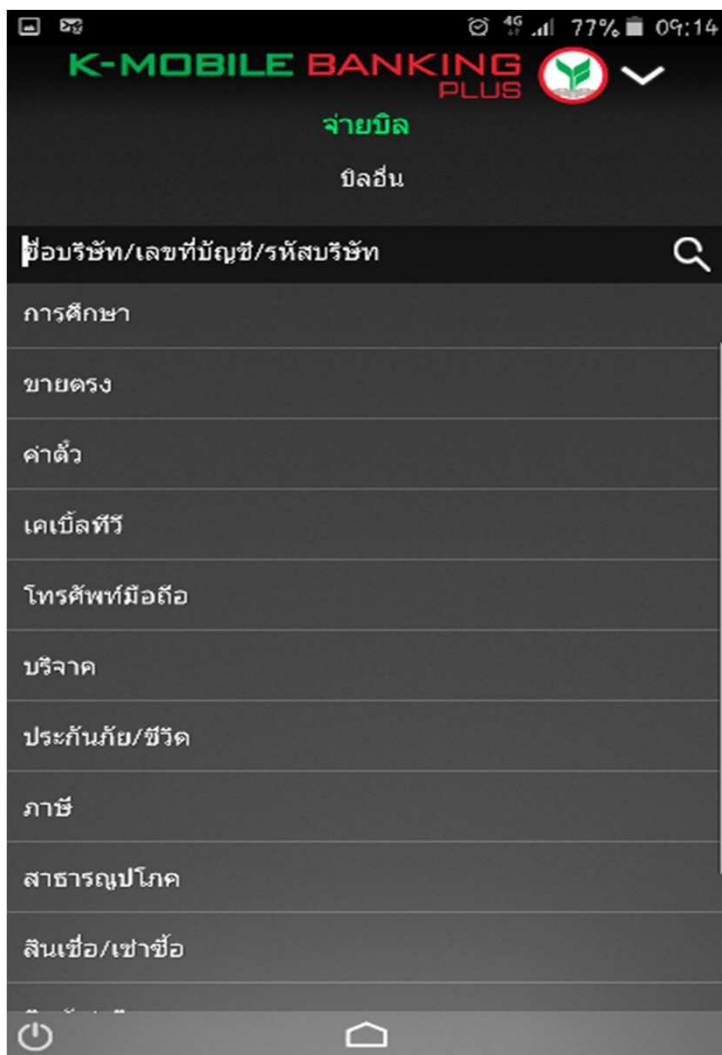 77% 09:14
4G
K-MOBILE BANKING
PLUS
จ่ายบิล
บิลอื่น
ชื่อบริษัท/เลขที่บัญชี/รหัสบริษัท
การศึกษา
ขายตรง
ค่าตั๋ว
เคเบิ้ลทีวี
โทรศัพท์มือถือ
บริจาค
ประกันภัย/ชีวิต
ภาษี
สาธารณูปโภค
สินเชื่อ/เช่าซื้อ